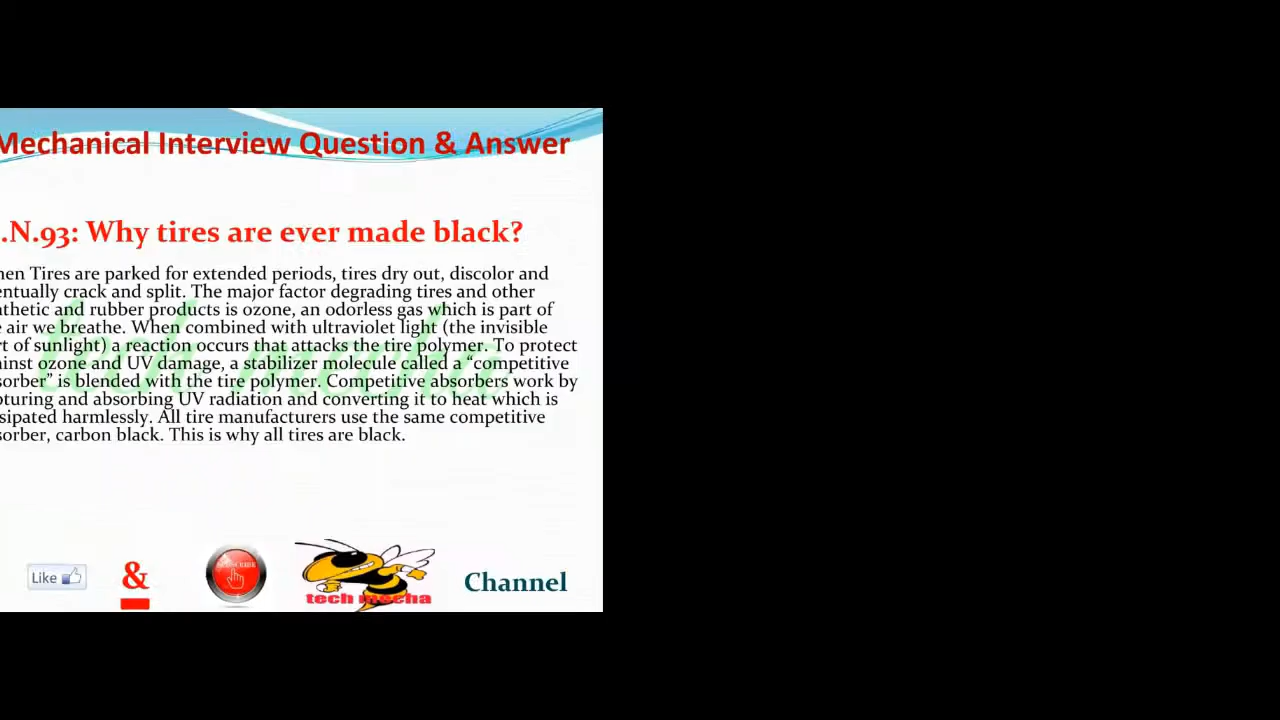 Mechanical Interview Question & Answer
.N.93: Why tires are ever made black?
hen Tires are parked for extended periods, tires dry out, discolor and
entually crack and split. The major factor degrading tires and other
nthetic and rubber products is ozone, an odorless gas which is part of
e air we breathe. When combined with ultraviolet light (the invisible
rt of sunlight) a reaction occurs that attacks the tire polymer. To protect
ainst ozone and UV damage, a stabilizer molecule called a “competitive
sorber” is blended with the tire polymer. Competitive absorbers work by
pturing and absorbing UV radiation and converting it to heat which is
ssipated harmlessly. All tire manufacturers use the same competitive
sorber, carbon black. This is why all tires are black.
tech mecha
Like
&
SUBSCRIBE
tech mecha
Channel